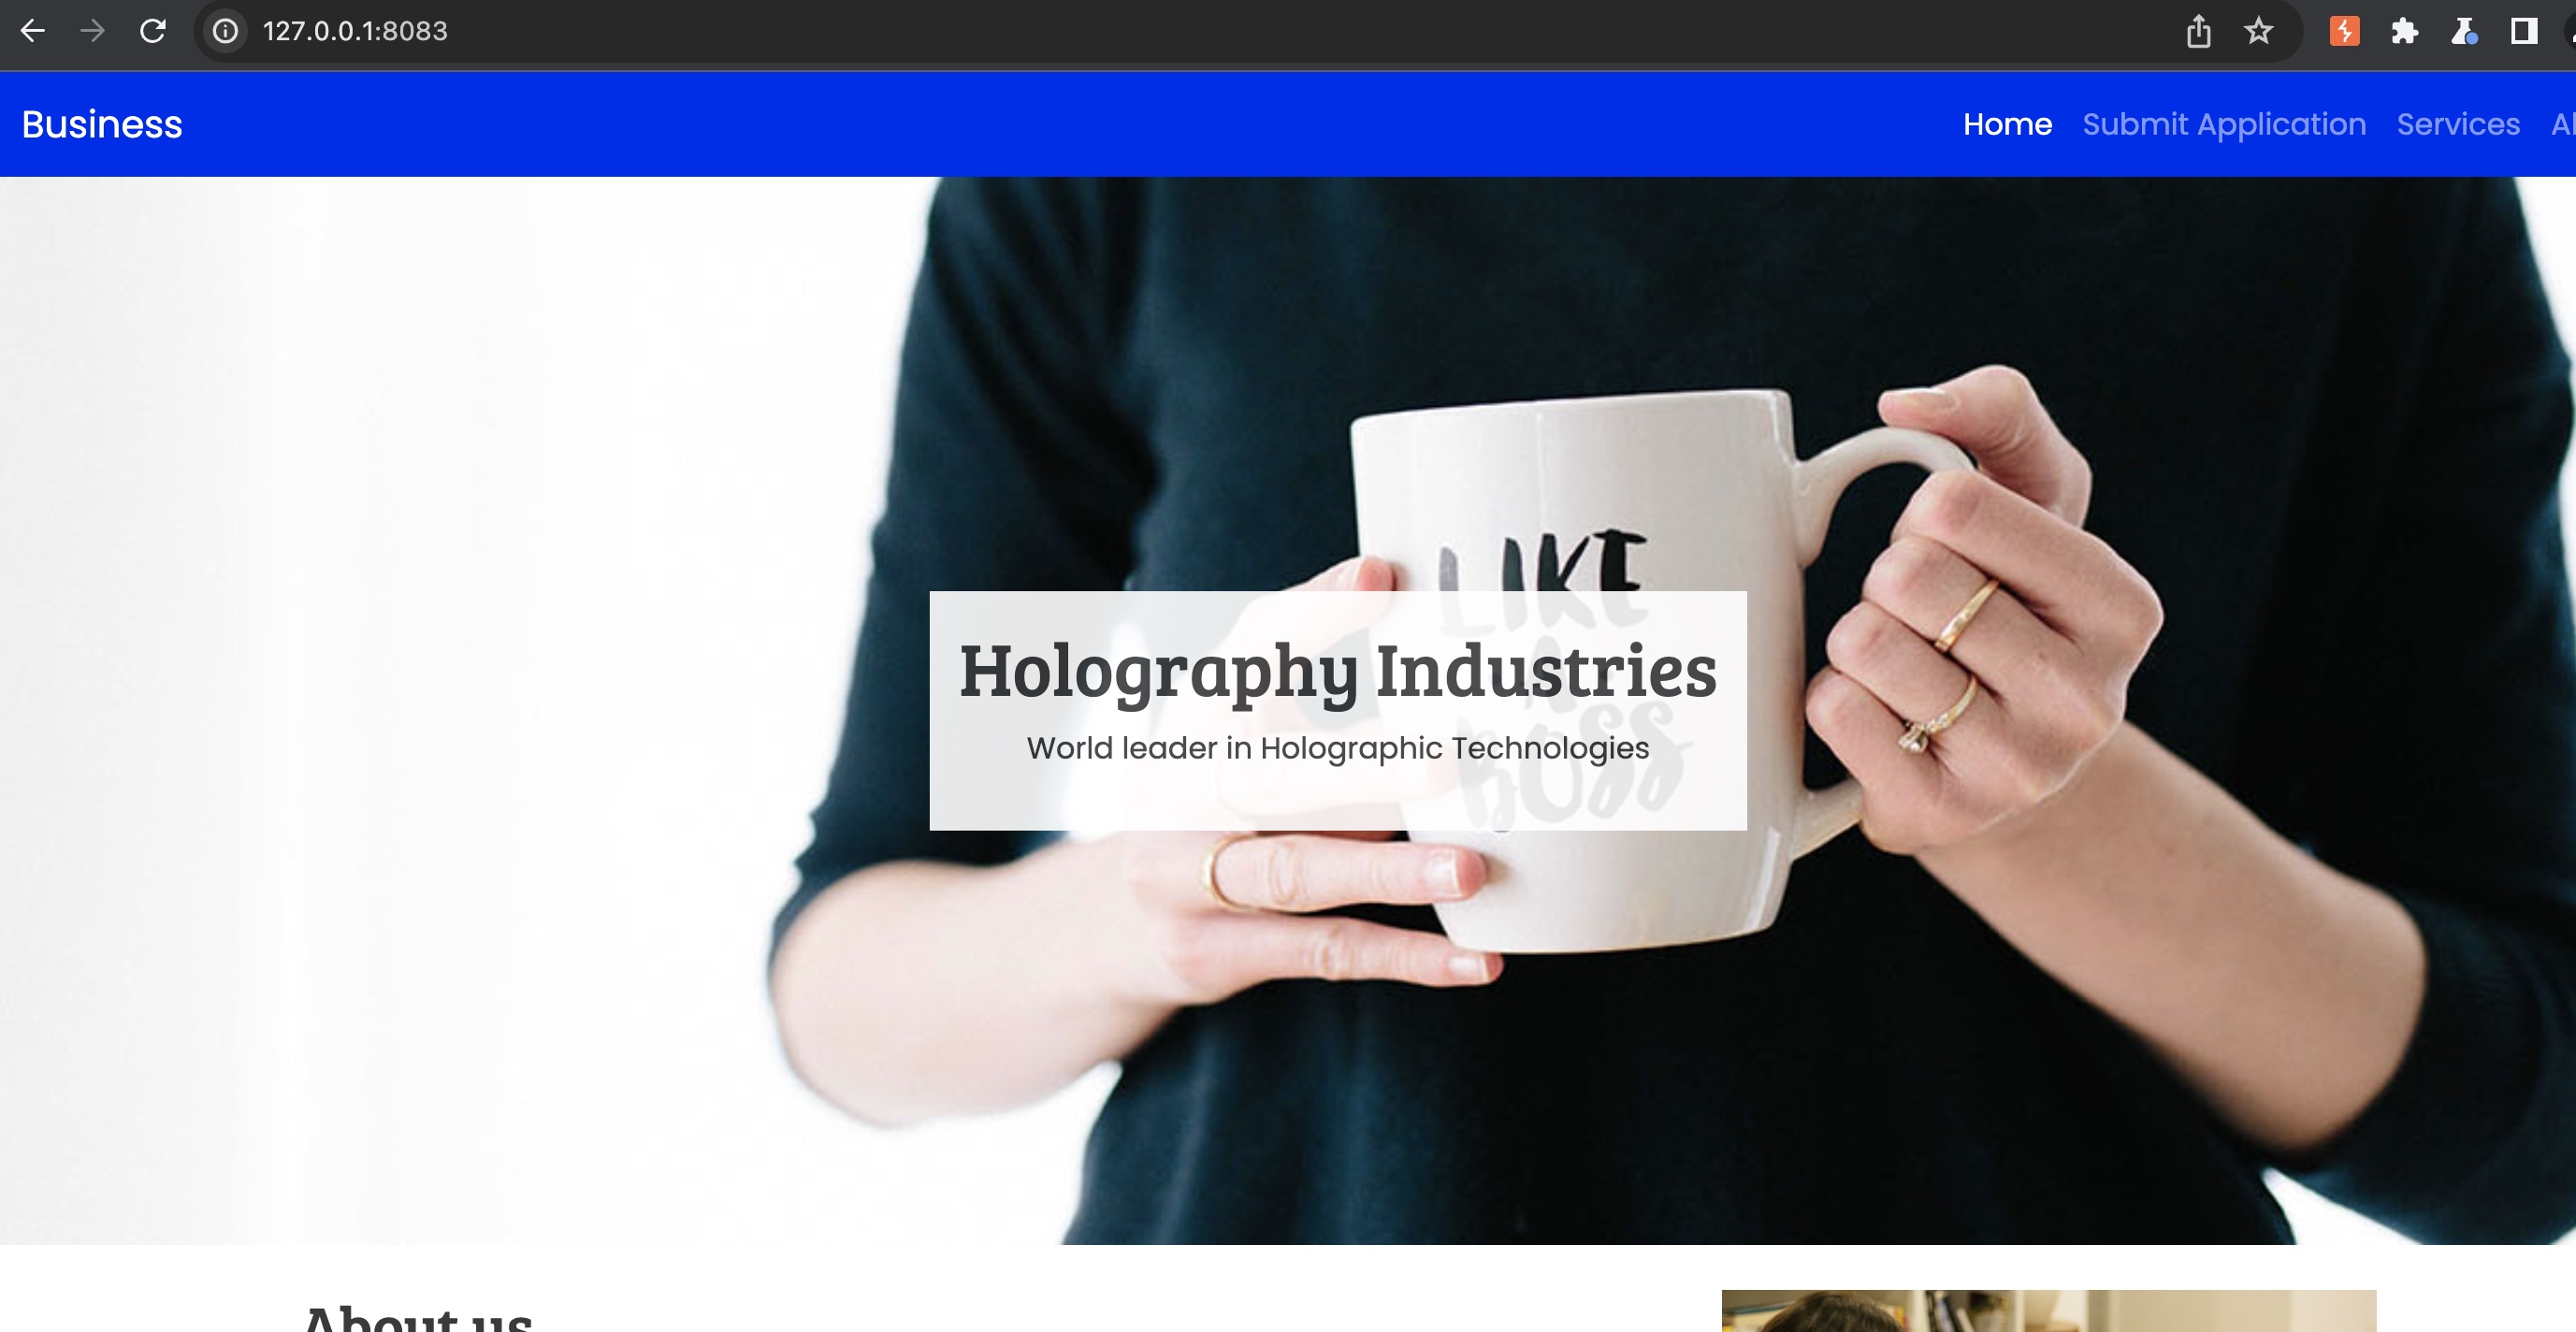 127.0.0.1:8083
Business
Home Submit Application Services
LIKE
A
BOSS
Holography Industries
World leader in Holographic Technologies
About us